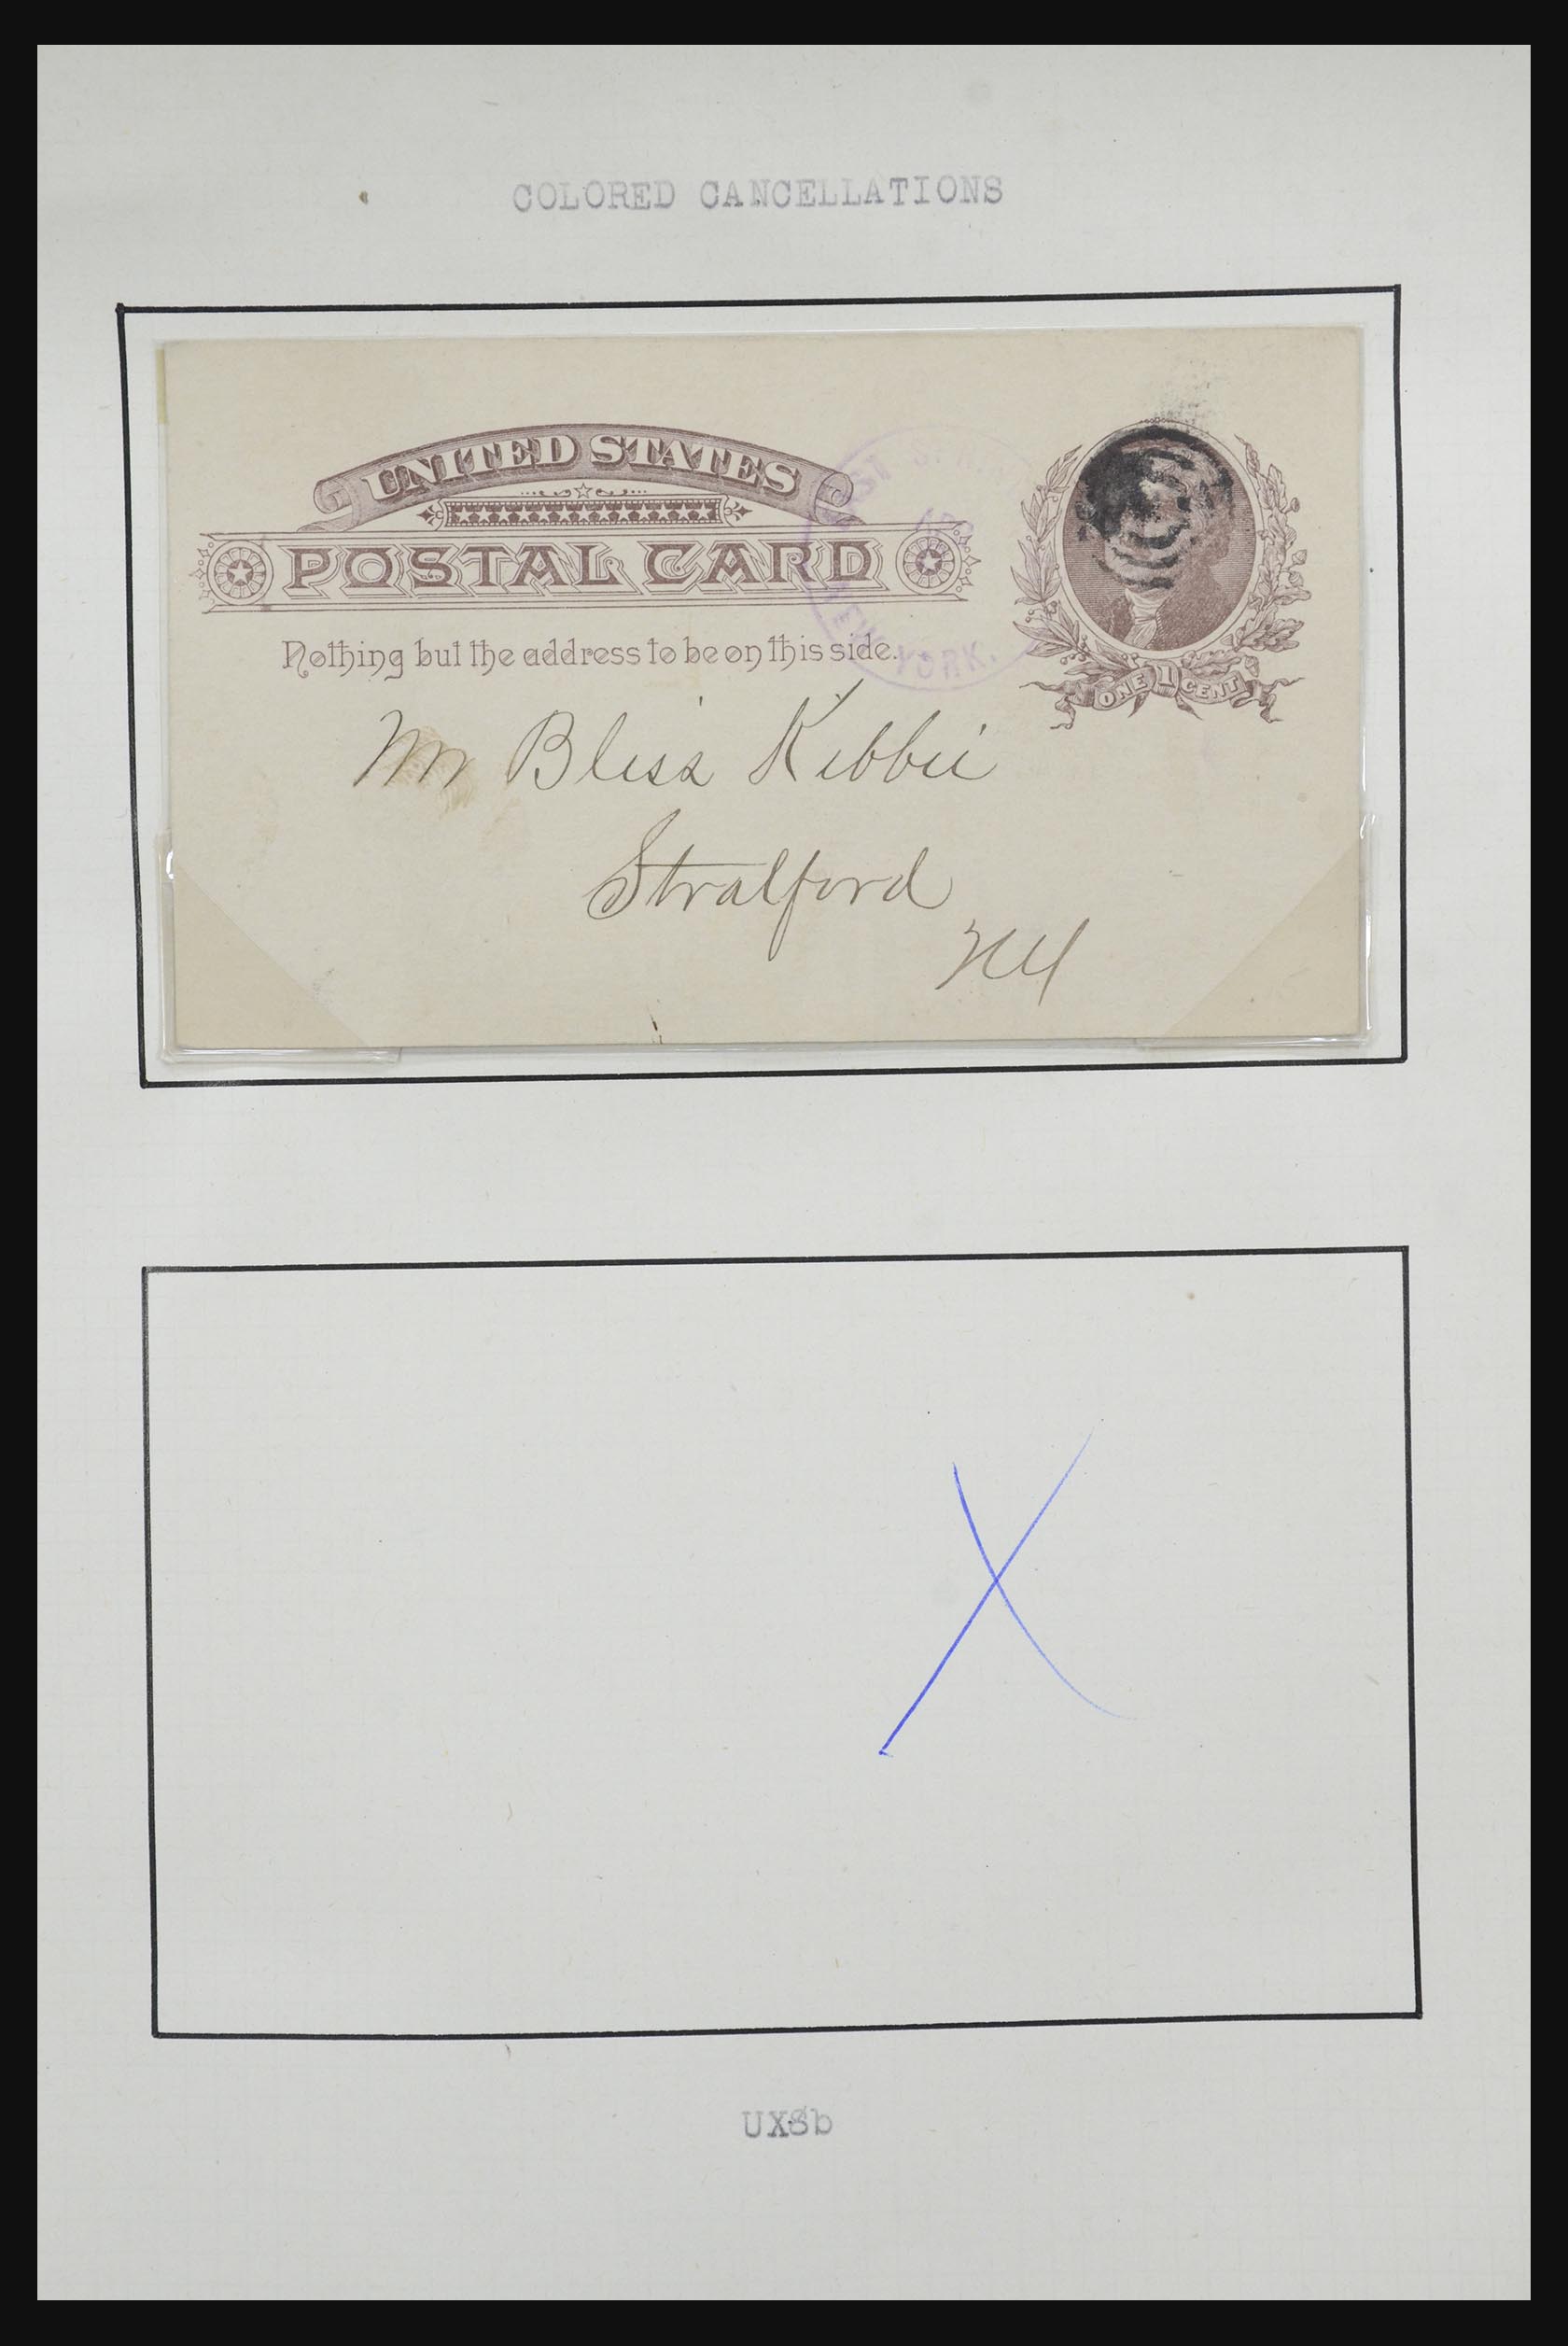 COLORED CANCELLATIONS
UNITED STATES
POSTAL CARD
Nothing but the address to be on this side.
NEW YORK.
ONE 1 CENT
Mr Bliss Kibbie
Stratford
NY
X
UX8b